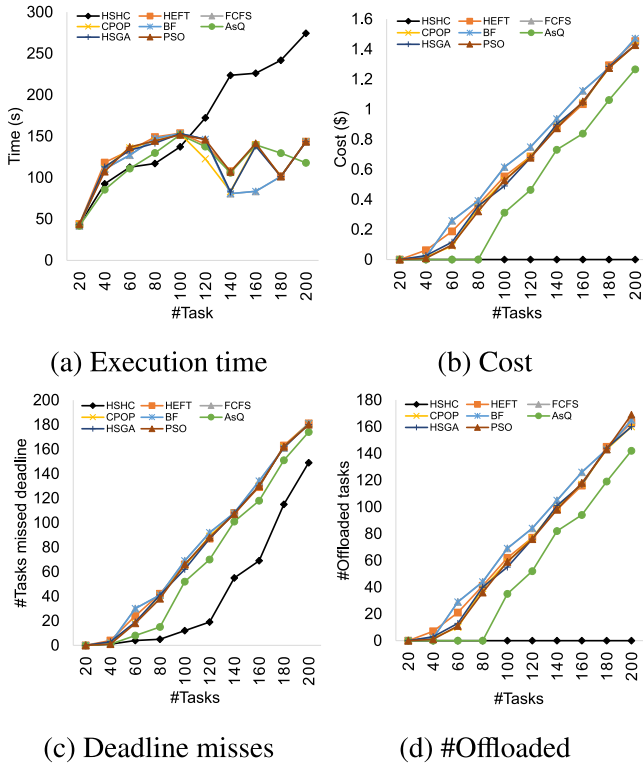 300
250
200
150
100
50
0
Time (s)
HSHC HEFT FCFS
CPOP BF AsQ
HSGA PSO
20 40 60 80 100 120 140 160 180 200
#Task
(a) Execution time
1.6
1.4
1.2
1
0.8
0.6
0.4
0.2
0
Cost ($)
HSHC HEFT FCFS
CPOP BF AsQ
HSGA PSO
20 40 60 80 100 120 140 160 180 200
#Tasks
(b) Cost
200
180
160
140
120
100
80
60
40
20
0
#Tasks missed deadline
HSHC HEFT FCFS
CPOP BF AsQ
HSGA PSO
20 40 60 80 100 120 140 160 180 200
#Tasks
(c) Deadline misses
180
160
140
120
100
80
60
40
20
0
#Offloaded tasks
HSHC HEFT FCFS
CPOP BF AsQ
HSGA PSO
20 40 60 80 100 120 140 160 180 200
#Tasks
(d) #Offloaded